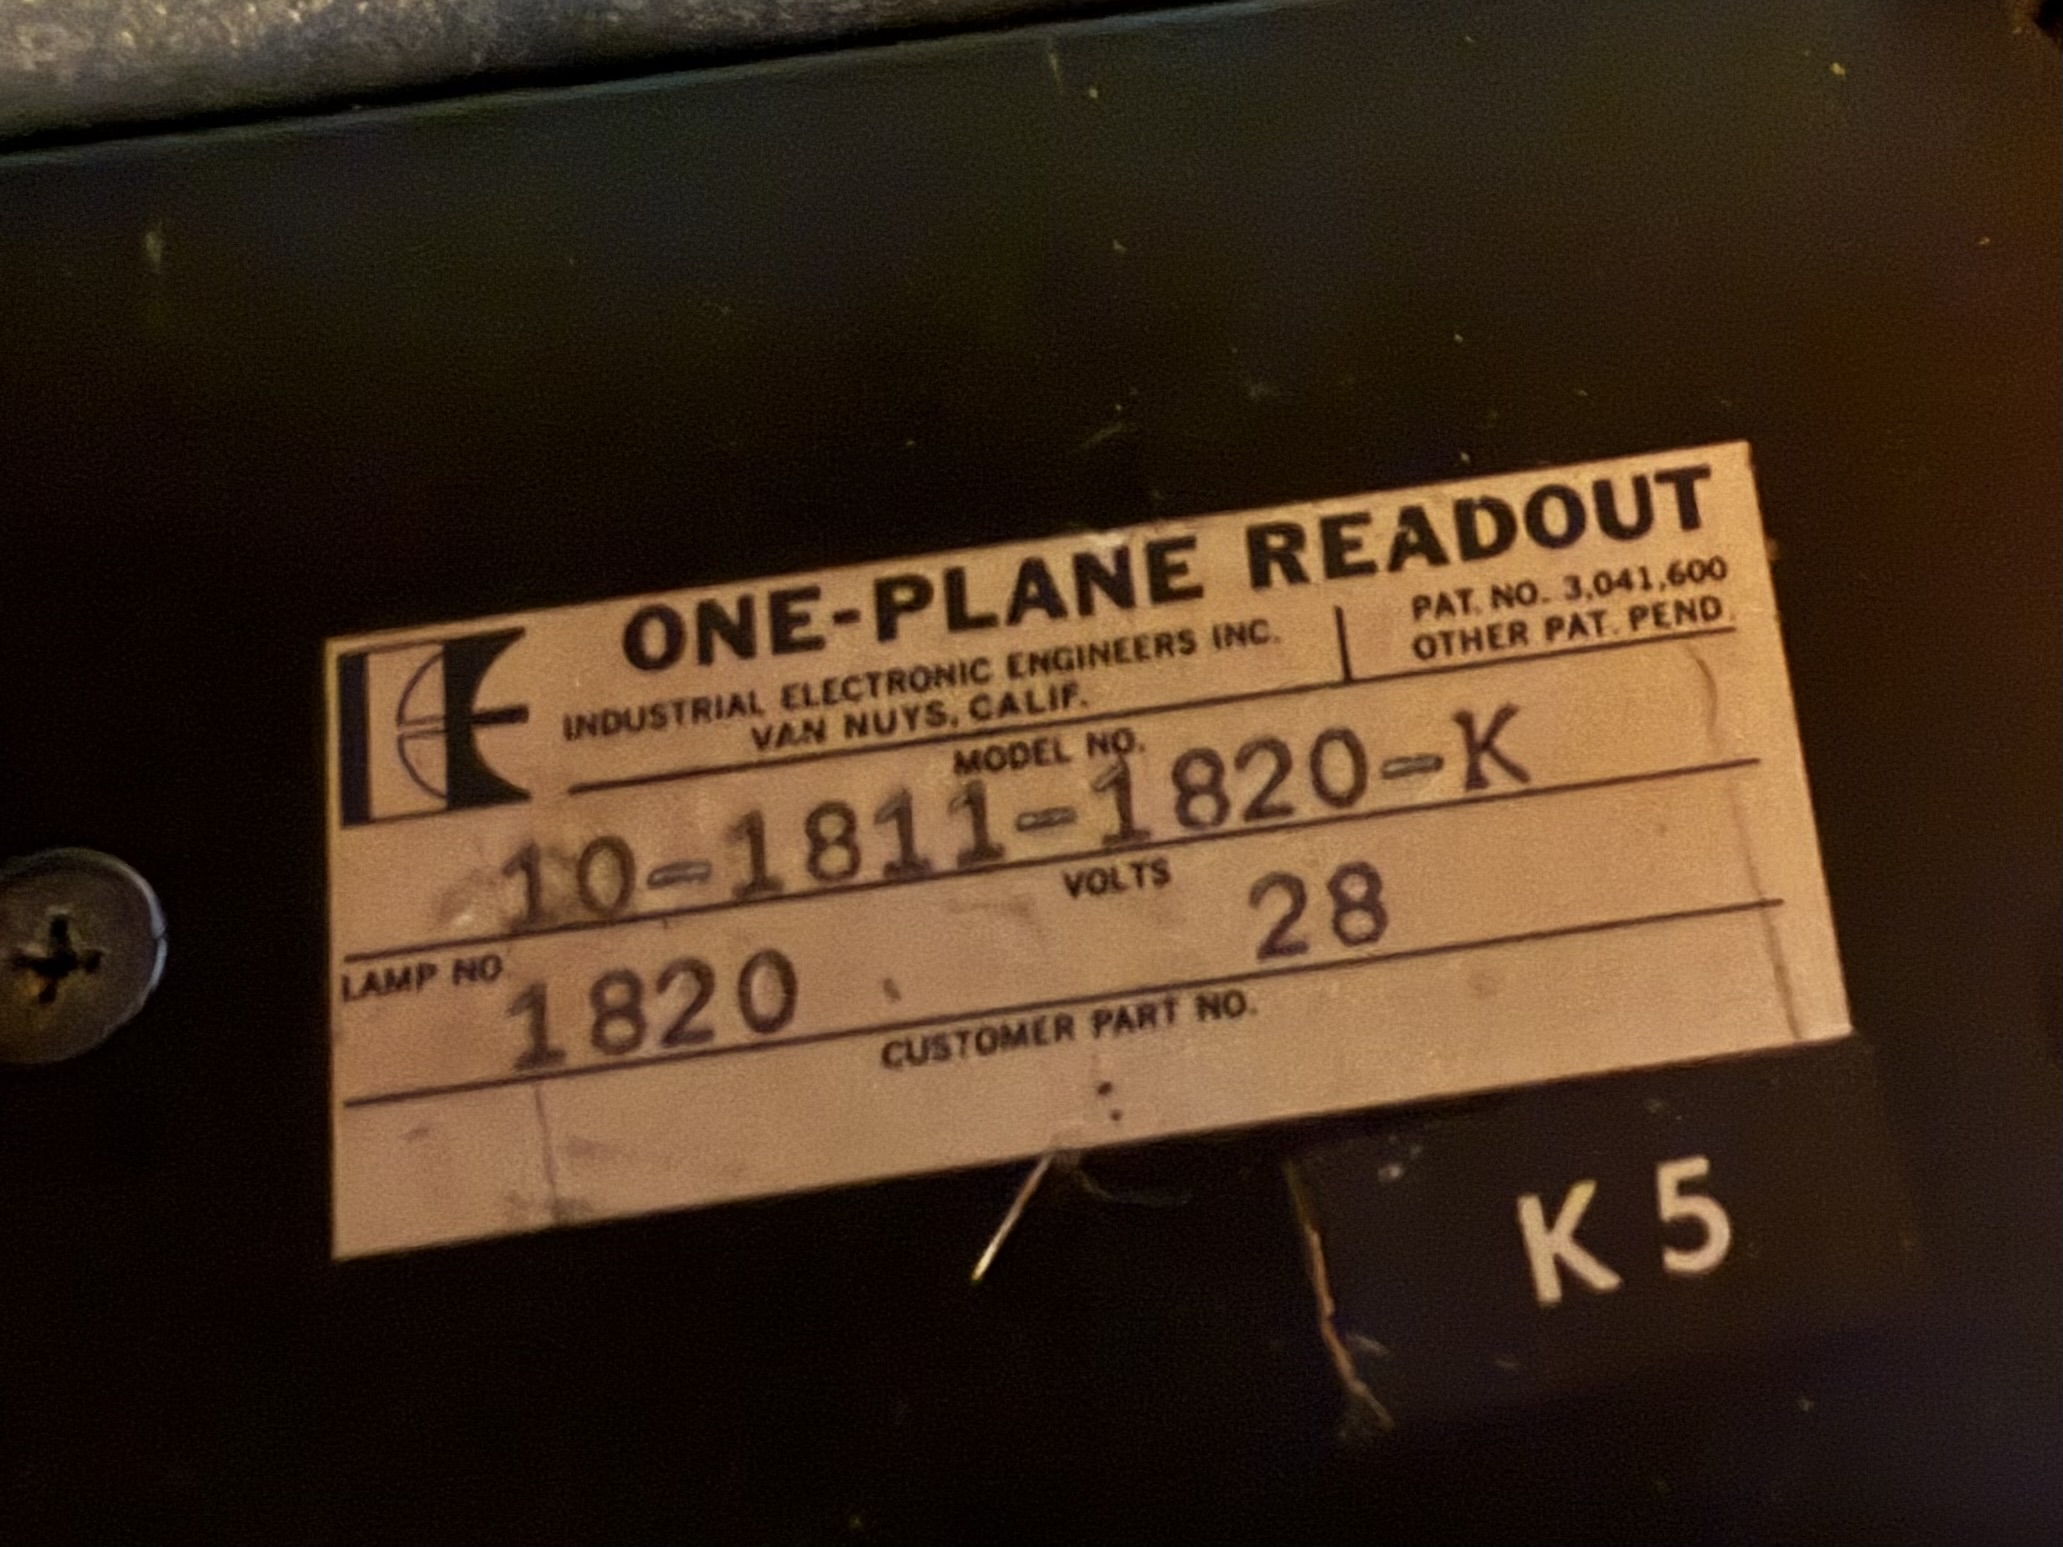 ONE-PLANE READOUT
INDUSTRIAL ELECTRONIC ENGINEERS INC.
VAN NUYS, CALIF.
PAT. NO. 3,041,600
OTHER PAT. PEND.
MODEL NO.
10-1811-1820-K
VOLTS
28
LAMP NO
1820
CUSTOMER PART NO.
K 5